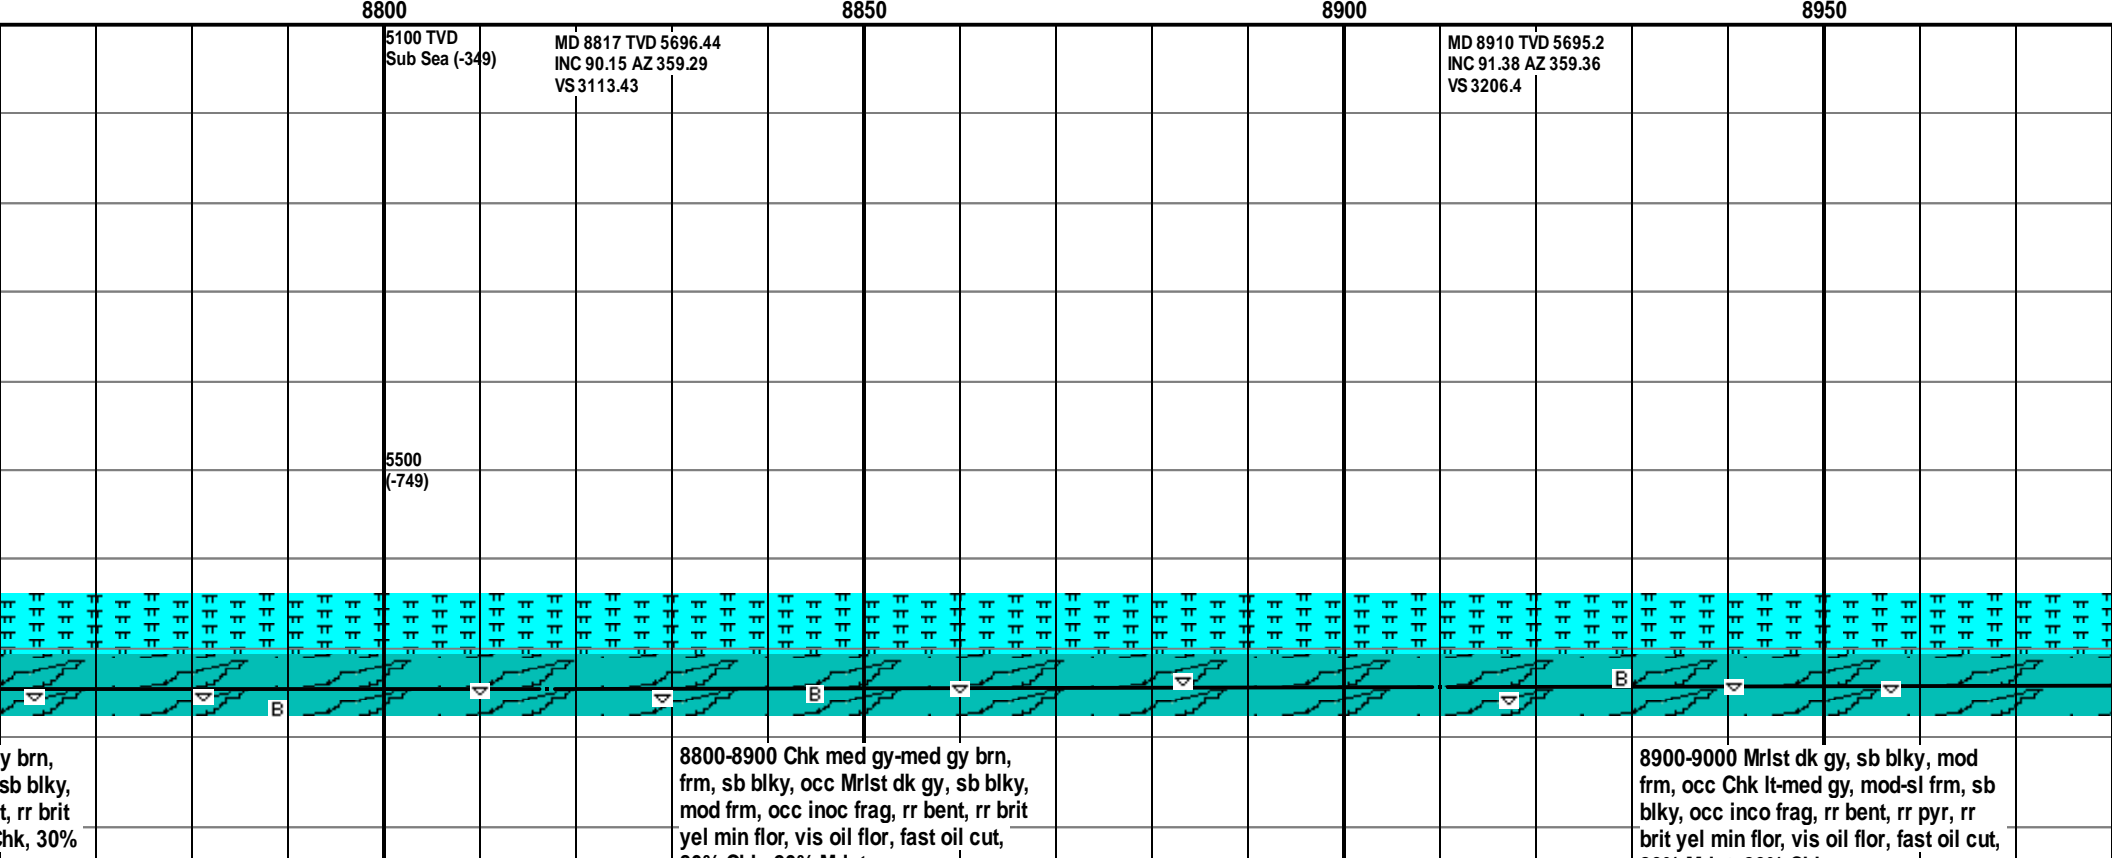 8800 8850 8900 8950
5100 TVD
Sub Sea (-349)
MD 8817 TVD 5696.44
INC 90.15 AZ 359.29
VS 3113.43
MD 8910 TVD 5695.2
INC 91.38 AZ 359.36
VS 3206.4
5500
(-749)
B
B
B
y brn,
sb blky,
t, rr brit
Chk, 30%
8800-8900 Chk med gy-med gy brn,
frm, sb blky, occ Mrlst dk gy, sb blky,
mod frm, occ inoc frag, rr bent, rr brit
yel min flor, vis oil flor, fast oil cut,
8900-9000 Mrlst dk gy, sb blky, mod
frm, occ Chk lt-med gy, mod-sl frm, sb
blky, occ inco frag, rr bent, rr pyr, rr
brit yel min flor, vis oil flor, fast oil cut,